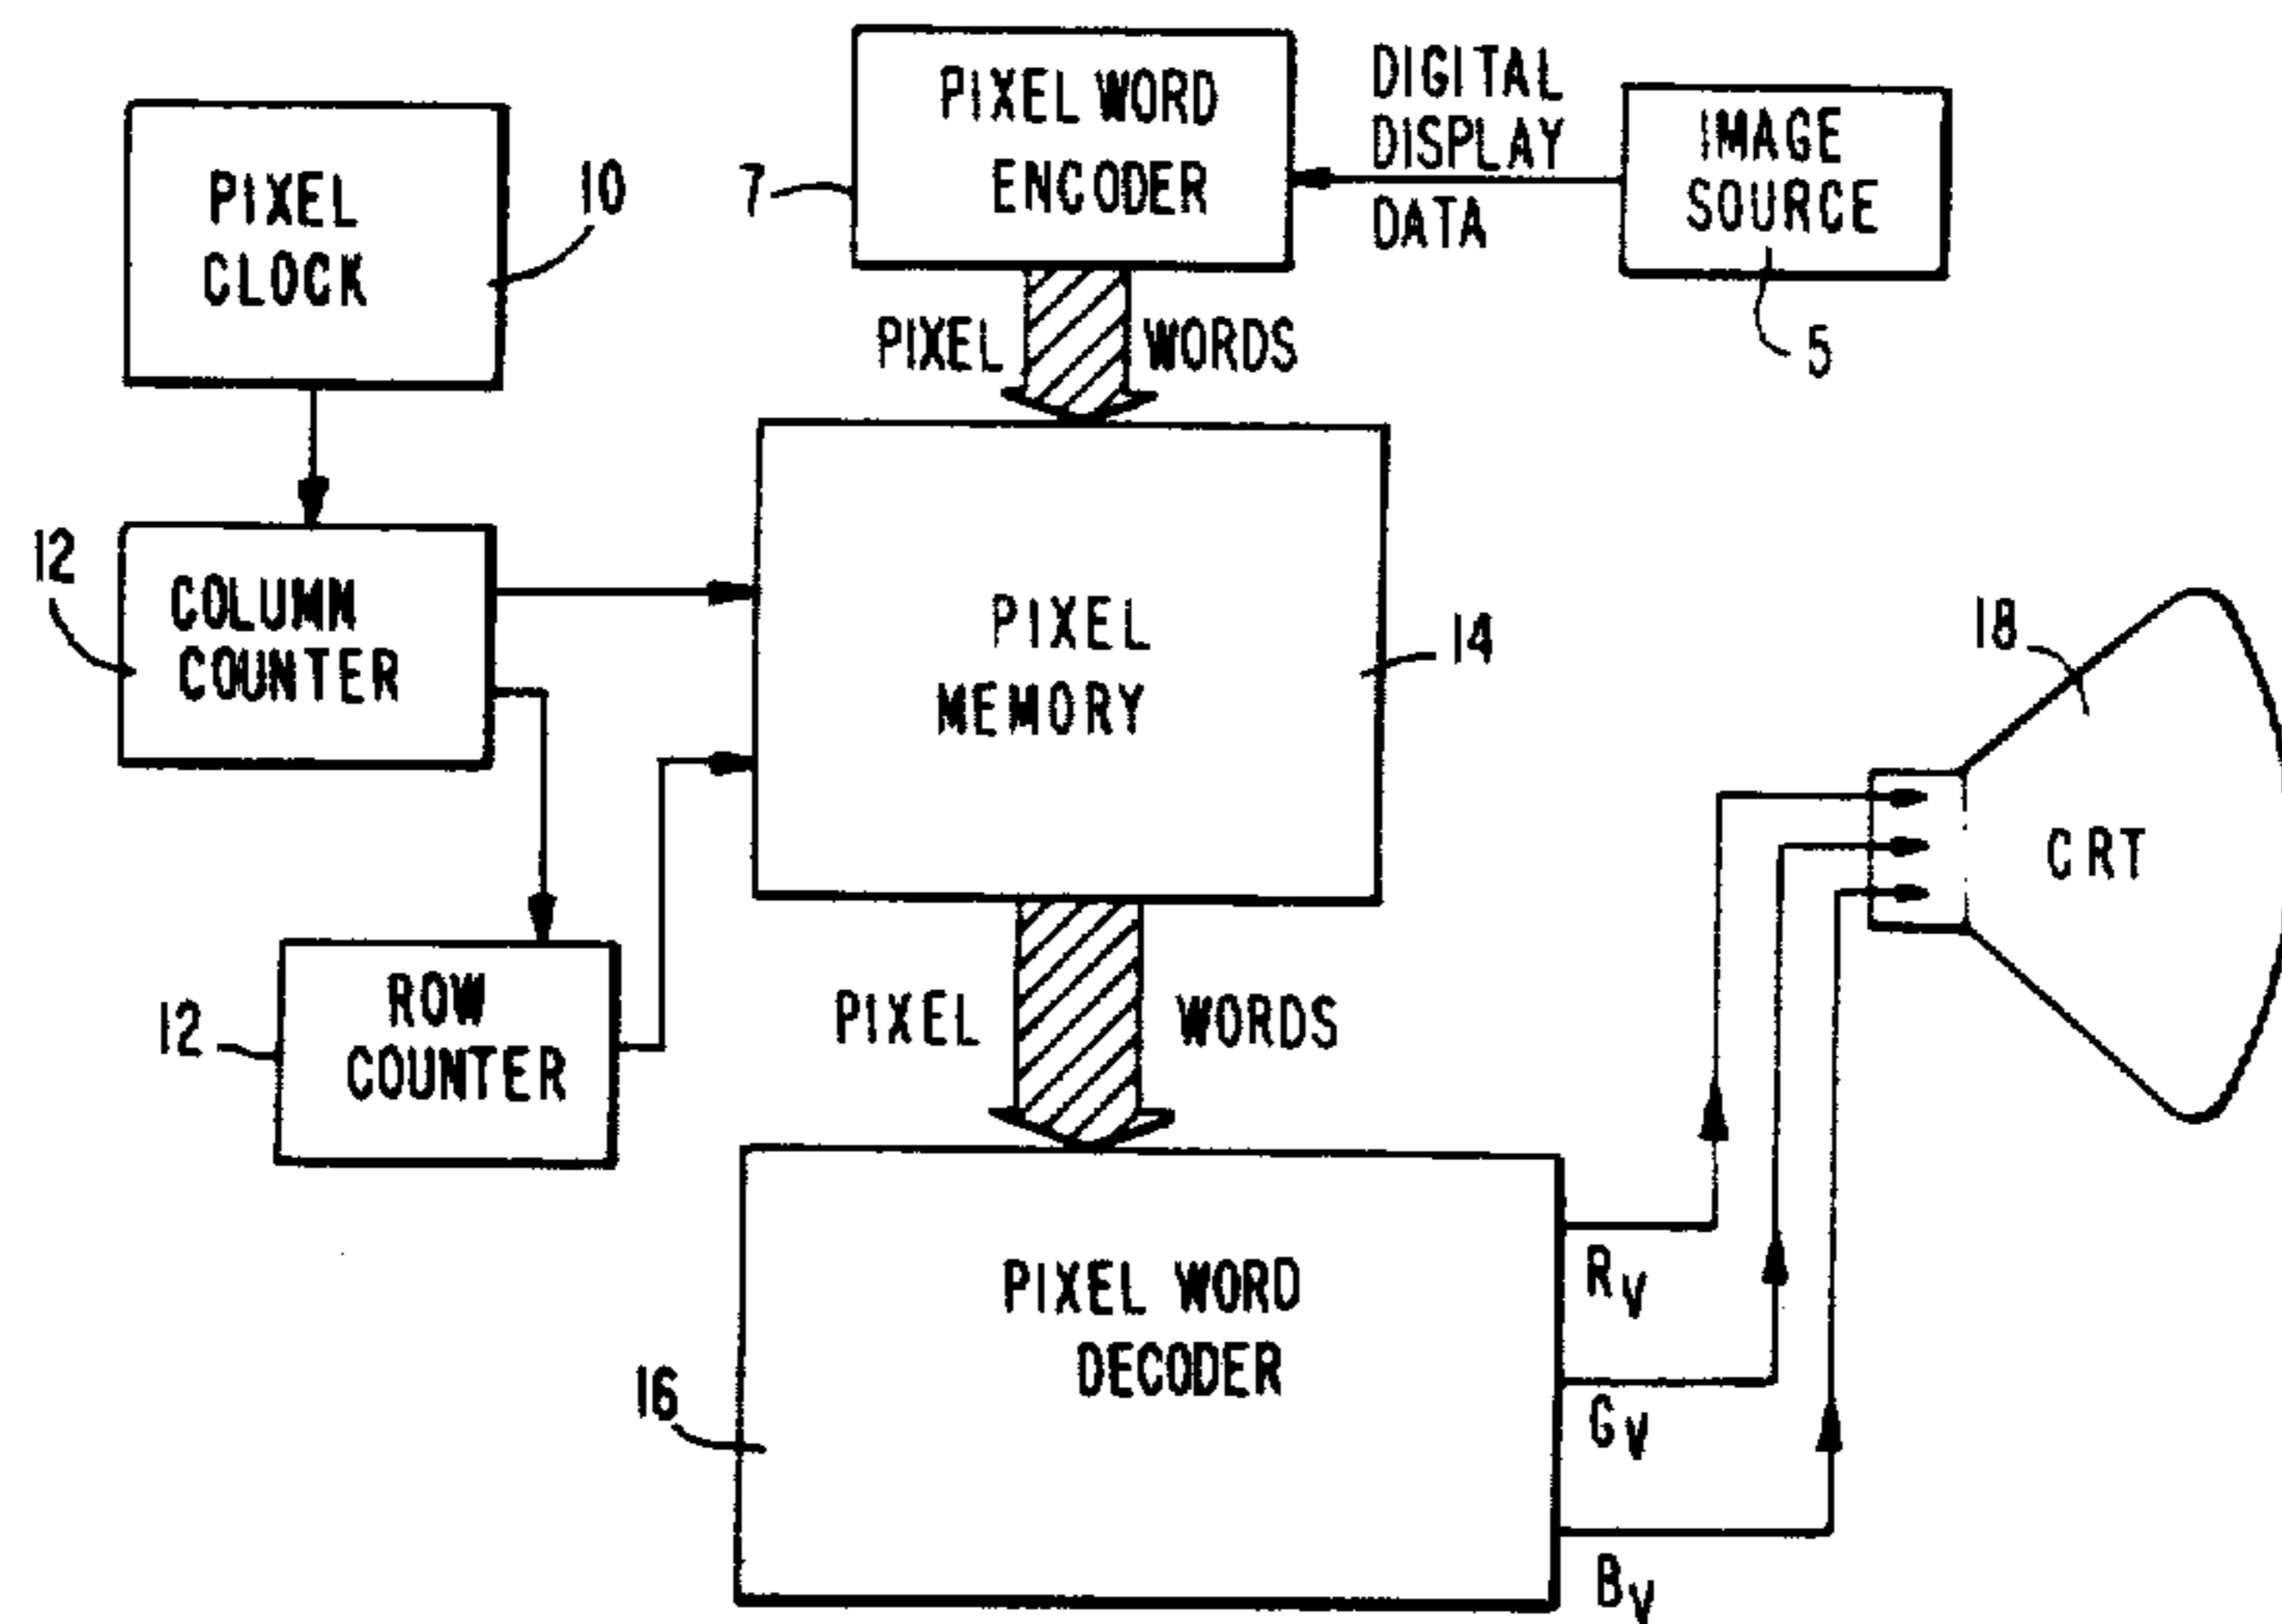 PIXEL
CLOCK
10
7
PIXEL WORD
ENCODER
DIGITAL
DISPLAY
DATA
IMAGE
SOURCE
5
PIXEL WORDS
12
COLUMN
COUNTER
PIXEL
MEMORY
14
18
CRT
12
ROW
COUNTER
PIXEL WORDS
16
PIXEL WORD
DECODER
RV
GV
BV